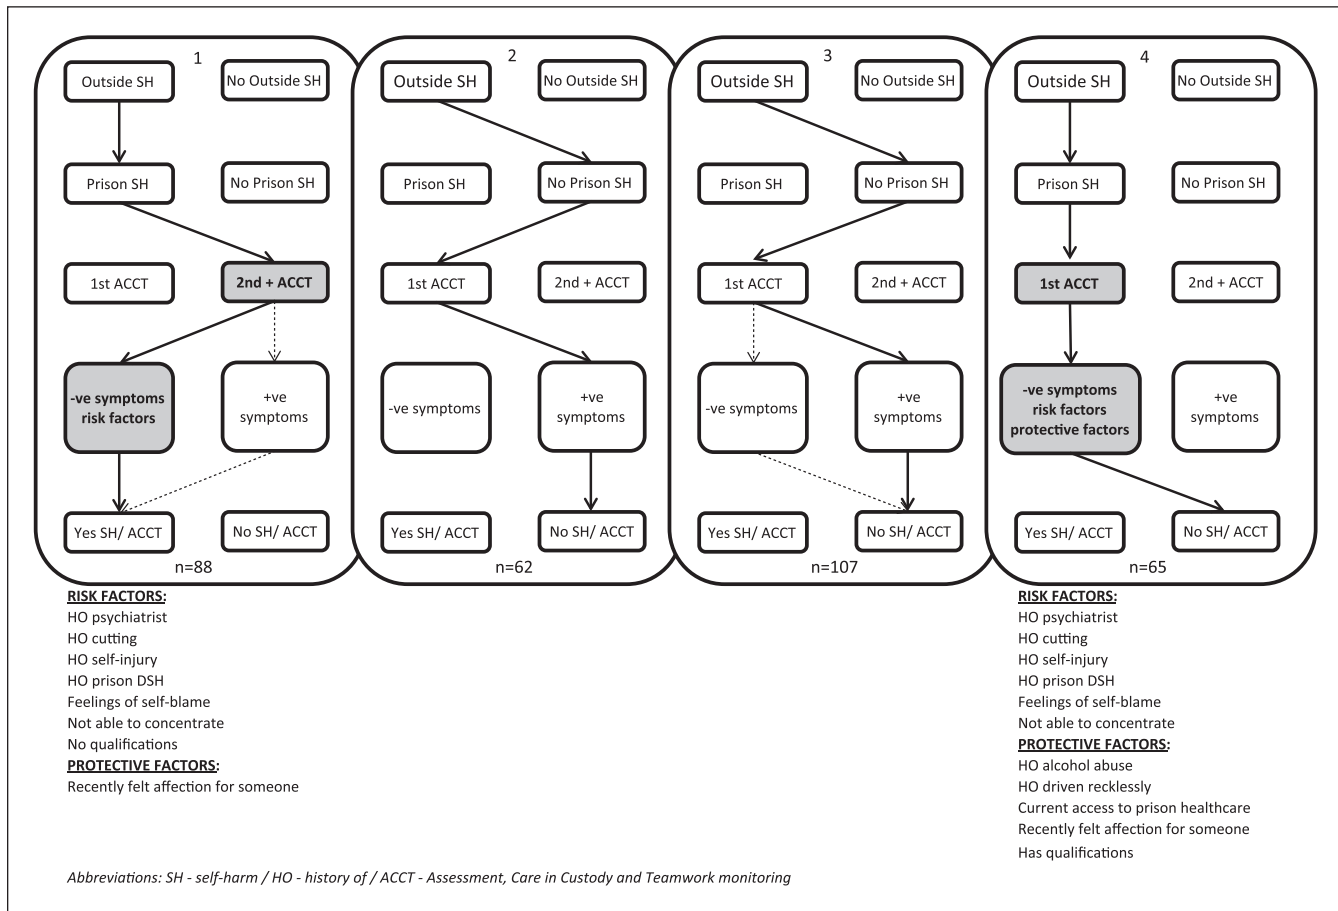 1
Outside SH
No Outside SH
Prison SH
No Prison SH
1st ACCT
2nd + ACCT
-ve symptoms
risk factors
+ve
symptoms
Yes SH/ ACCT
No SH/ ACCT
n=88
2
Outside SH
No Outside SH
Prison SH
No Prison SH
1st ACCT
2nd + ACCT
-ve symptoms
+ve
symptoms
Yes SH/ ACCT
No SH/ ACCT
n=62
3
Outside SH
No Outside SH
Prison SH
No Prison SH
1st ACCT
2nd + ACCT
-ve symptoms
+ve
symptoms
Yes SH/ ACCT
No SH/ ACCT
n=107
4
Outside SH
No Outside SH
Prison SH
No Prison SH
1st ACCT
2nd + ACCT
-ve symptoms
risk factors
protective factors
+ve
symptoms
Yes SH/ ACCT
No SH/ ACCT
n=65
RISK FACTORS:
HO psychiatrist
HO cutting
HO self-injury
HO prison DSH
Feelings of self-blame
Not able to concentrate
No qualifications
PROTECTIVE FACTORS:
Recently felt affection for someone
RISK FACTORS:
HO psychiatrist
HO cutting
HO self-injury
HO prison DSH
Feelings of self-blame
Not able to concentrate
PROTECTIVE FACTORS:
HO alcohol abuse
HO driven recklessly
Current access to prison healthcare
Recently felt affection for someone
Has qualifications
Abbreviations: SH - self-harm / HO - history of / ACCT - Assessment, Care in Custody and Teamwork monitoring